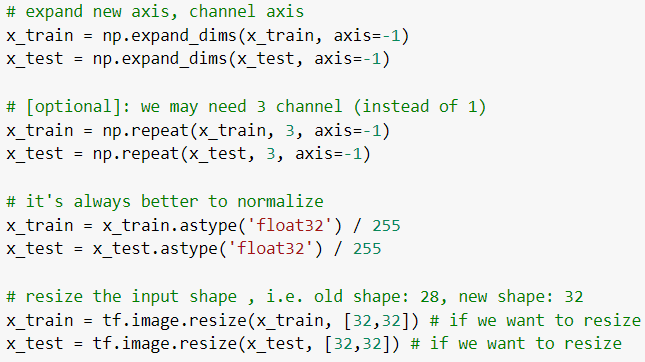 # expand new axis, channel axis
x_train = np.expand_dims(x_train, axis=-1)
x_test = np.expand_dims(x_test, axis=-1)
# [optional]: we may need 3 channel (instead of 1)
x_train = np.repeat(x_train, 3, axis=-1)
x_test = np.repeat(x_test, 3, axis=-1)
# it's always better to normalize
x_train = x_train.astype('float32') / 255
x_test = x_test.astype('float32') / 255
# resize the input shape , i.e. old shape: 28, new shape: 32
x_train = tf.image.resize(x_train, [32,32]) # if we want to resize
x_test = tf.image.resize(x_test, [32,32]) # if we want to resize